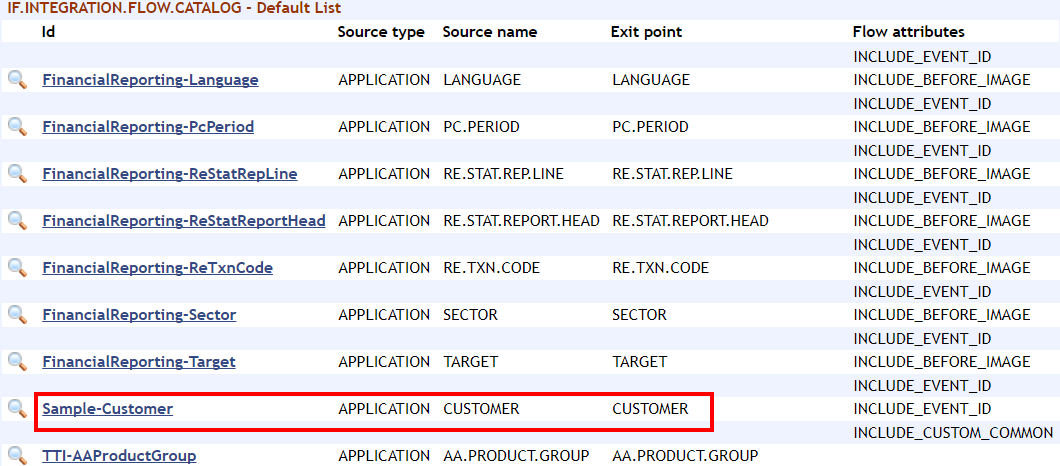 IF.INTEGRATION.FLOW.CATALOG - Default List
Id Source type Source name Exit point Flow attributes
INCLUDE_EVENT_ID
FinancialReporting-Language APPLICATION LANGUAGE LANGUAGE INCLUDE_BEFORE_IMAGE
INCLUDE_EVENT_ID
FinancialReporting-PcPeriod APPLICATION PC.PERIOD PC.PERIOD INCLUDE_BEFORE_IMAGE
INCLUDE_EVENT_ID
FinancialReporting-ReStatRepLine APPLICATION RE.STAT.REP.LINE RE.STAT.REP.LINE INCLUDE_BEFORE_IMAGE
INCLUDE_EVENT_ID
FinancialReporting-ReStatReportHead APPLICATION RE.STAT.REPORT.HEAD RE.STAT.REPORT.HEAD INCLUDE_BEFORE_IMAGE
INCLUDE_EVENT_ID
FinancialReporting-ReTxnCode APPLICATION RE.TXN.CODE RE.TXN.CODE INCLUDE_BEFORE_IMAGE
INCLUDE_EVENT_ID
FinancialReporting-Sector APPLICATION SECTOR SECTOR INCLUDE_BEFORE_IMAGE
INCLUDE_EVENT_ID
FinancialReporting-Target APPLICATION TARGET TARGET INCLUDE_BEFORE_IMAGE
INCLUDE_EVENT_ID
Sample-Customer APPLICATION CUSTOMER CUSTOMER INCLUDE_EVENT_ID
INCLUDE_CUSTOM_COMMON
TTI-AAProductGroup APPLICATION AA.PRODUCT.GROUP AA.PRODUCT.GROUP